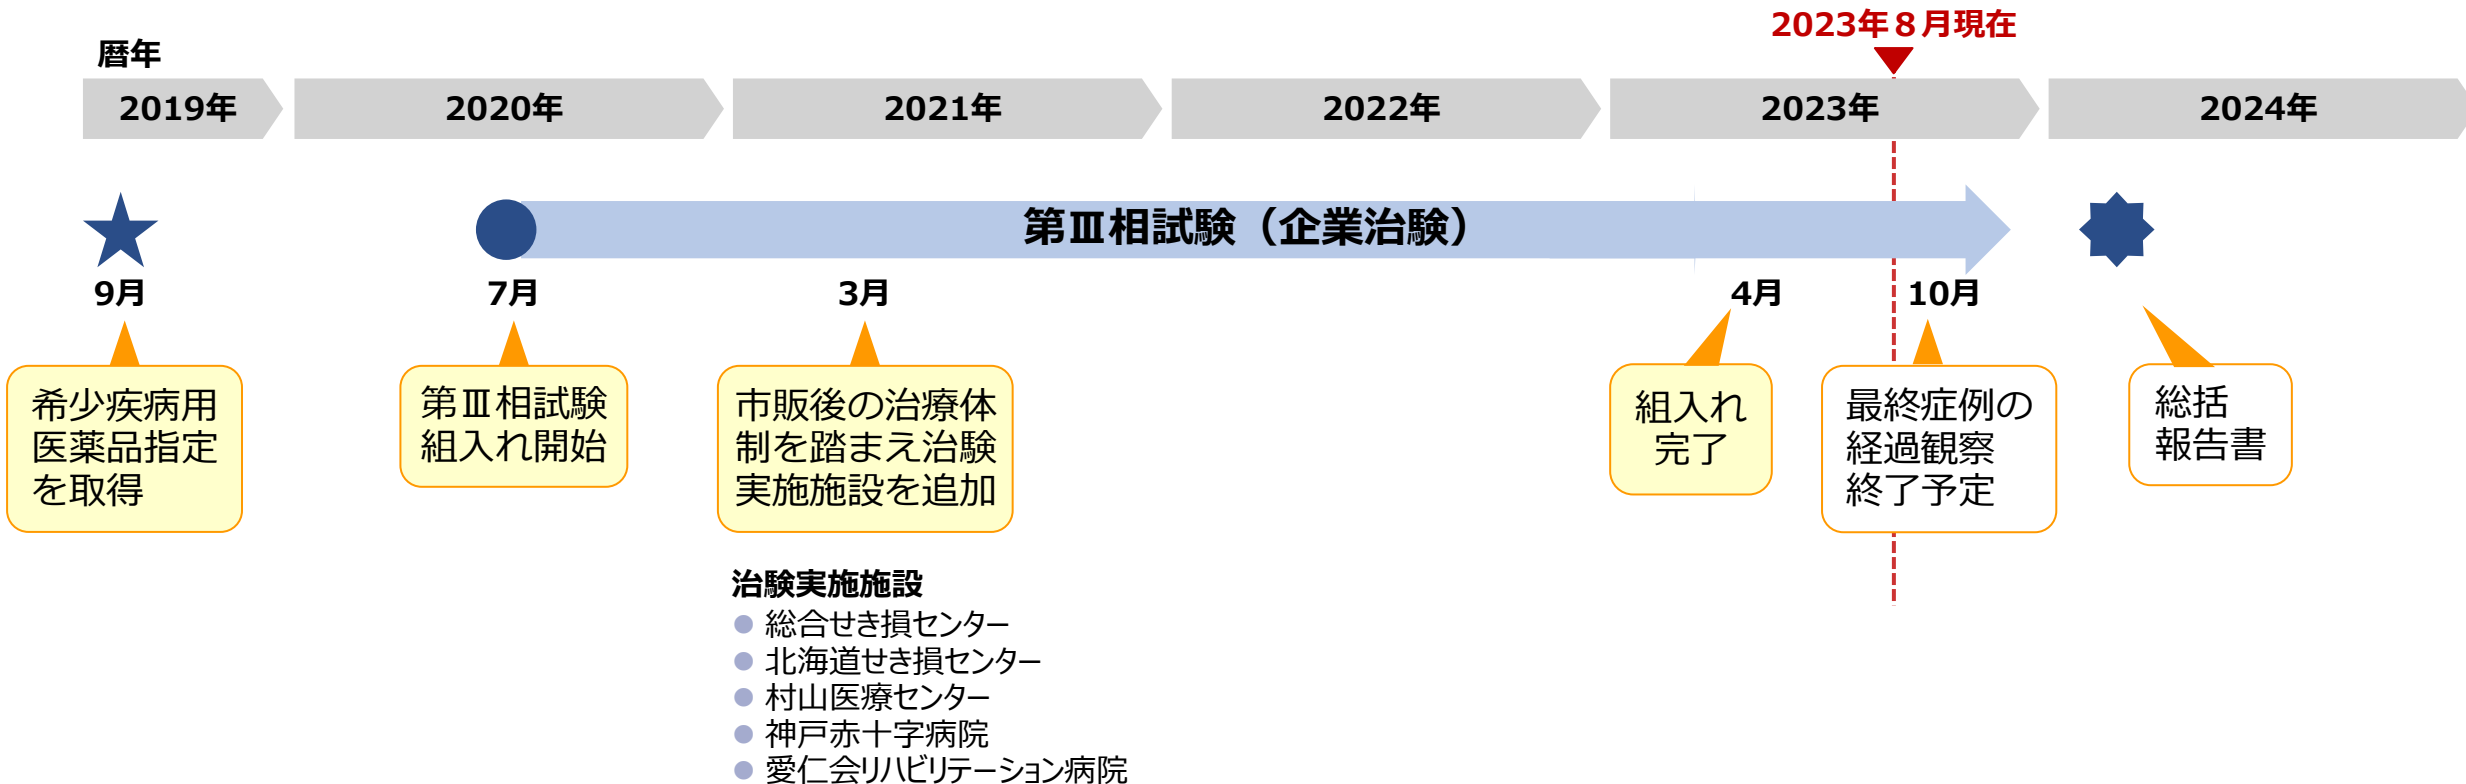 2023年８月現在
暦年
2019年
2020年
2021年
2022年
2023年
2024年
第Ⅲ相試験（企業治験）
9月
7月
3月
4月
10月
希少疾病用
医薬品指定
を取得
第Ⅲ相試験
組入れ開始
市販後の治療体
制を踏まえ治験
実施施設を追加
組入れ
完了
最終症例の
経過観察
終了予定
総括
報告書
治験実施施設
● 総合せき損センター
● 北海道せき損センター
● 村山医療センター
● 神戸赤十字病院
● 愛仁会リハビリテーション病院